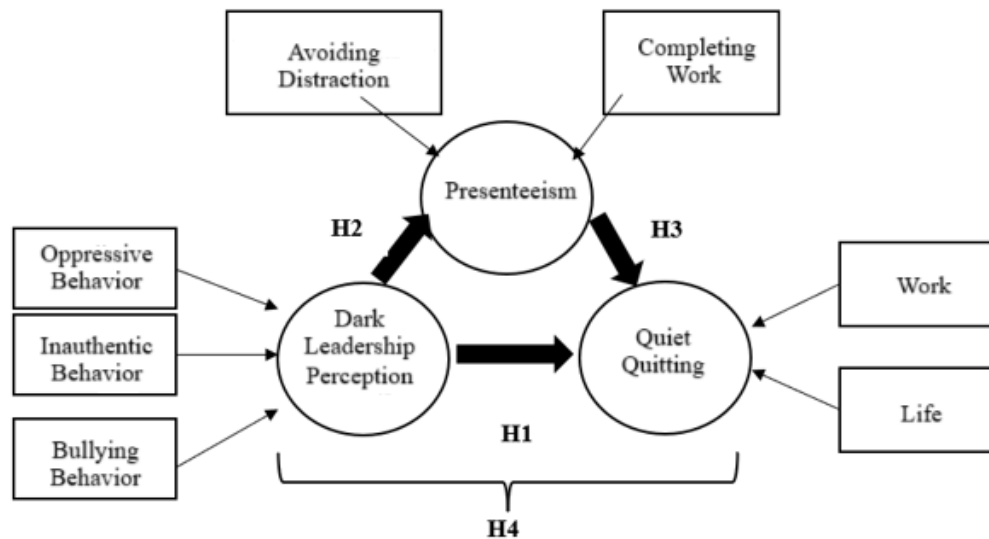 Avoiding
Distraction
Completing
Work
Presenteeism
H2
H3
Oppressive
Behavior
Inauthentic
Behavior
Bullying
Behavior
Dark
Leadership
Perception
Quiet
Quitting
Work
Life
H1
H4